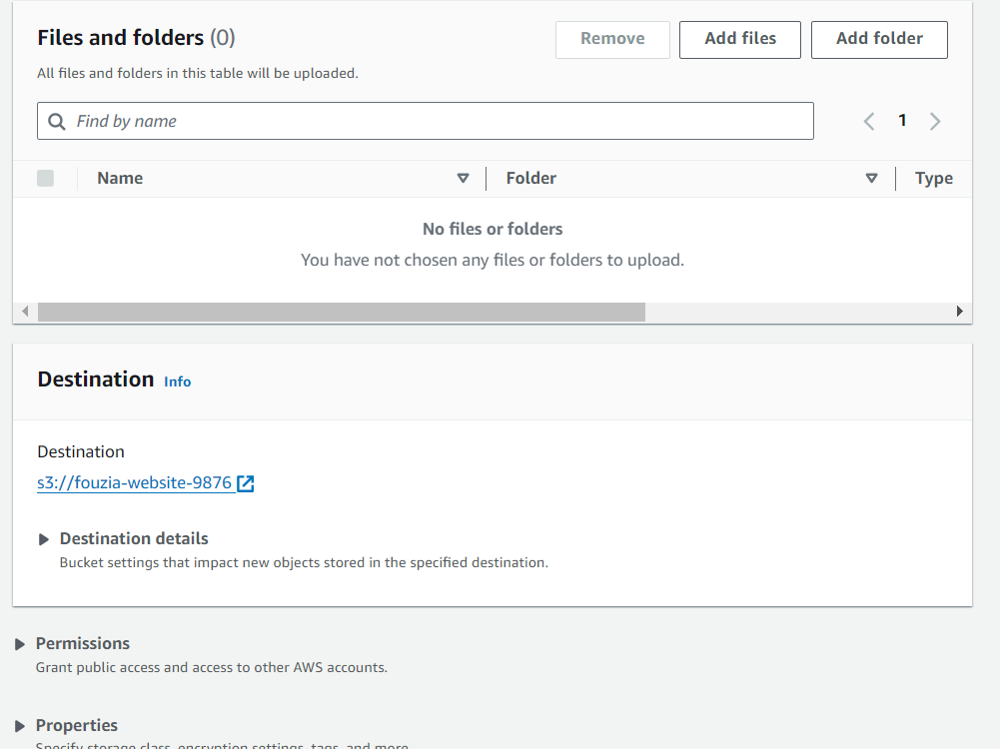 Files and folders (0)
Remove
Add files
Add folder
All files and folders in this table will be uploaded.
Find by name
1
Name
Folder
Type
No files or folders
You have not chosen any files or folders to upload.
Destination Info
Destination
s3://fouzia-website-9876
Destination details
Bucket settings that impact new objects stored in the specified destination.
Permissions
Grant public access and access to other AWS accounts.
Properties
Specify storage class, encryption settings, tags, and more.